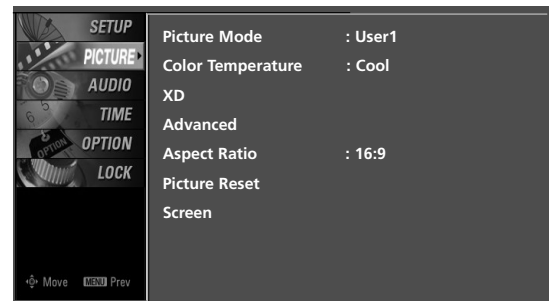 SETUP
PICTURE
AUDIO
TIME
OPTION
LOCK
Move MENU Prev
Picture Mode : User1
Color Temperature : Cool
XD
Advanced
Aspect Ratio : 16:9
Picture Reset
Screen